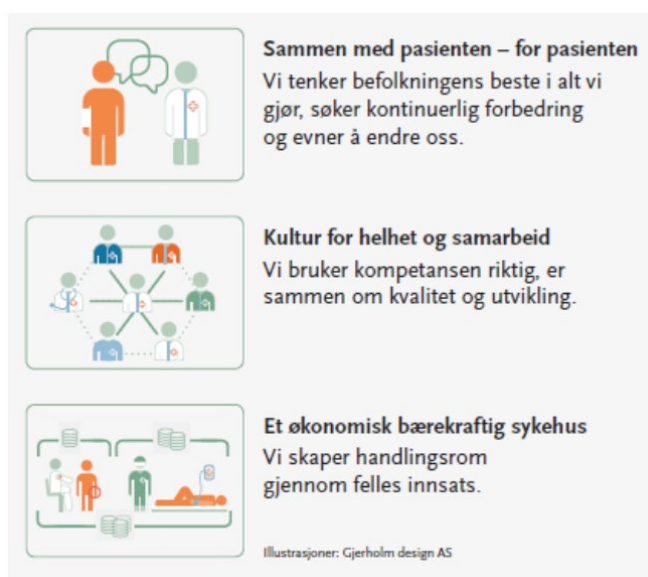 Sammen med pasienten – for pasienten
Vi tenker befolkningens beste i alt vi
gjør, søker kontinuerlig forbedring
og evner å endre oss.
Kultur for helhet og samarbeid
Vi bruker kompetansen riktig, er
sammen om kvalitet og utvikling.
Et økonomisk bærekraftig sykehus
Vi skaper handlingsrom
gjennom felles innsats.
Illustrasjoner: Gjerholm design AS